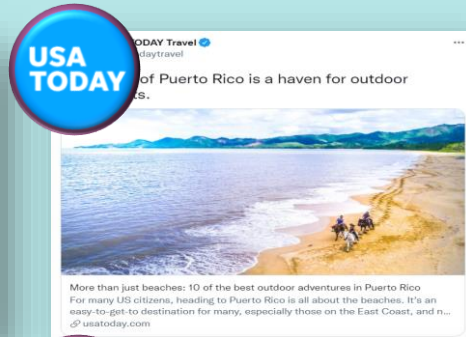 USA
TODAY
ODAY Travel
daytravel
of Puerto Rico is a haven for outdoor
ts.
More than just beaches: 10 of the best outdoor adventures in Puerto Rico
For many US citizens, heading to Puerto Rico is all about the beaches. It's an
easy-to-get-to destination for many, especially those on the East Coast, and n...
usatoday.com